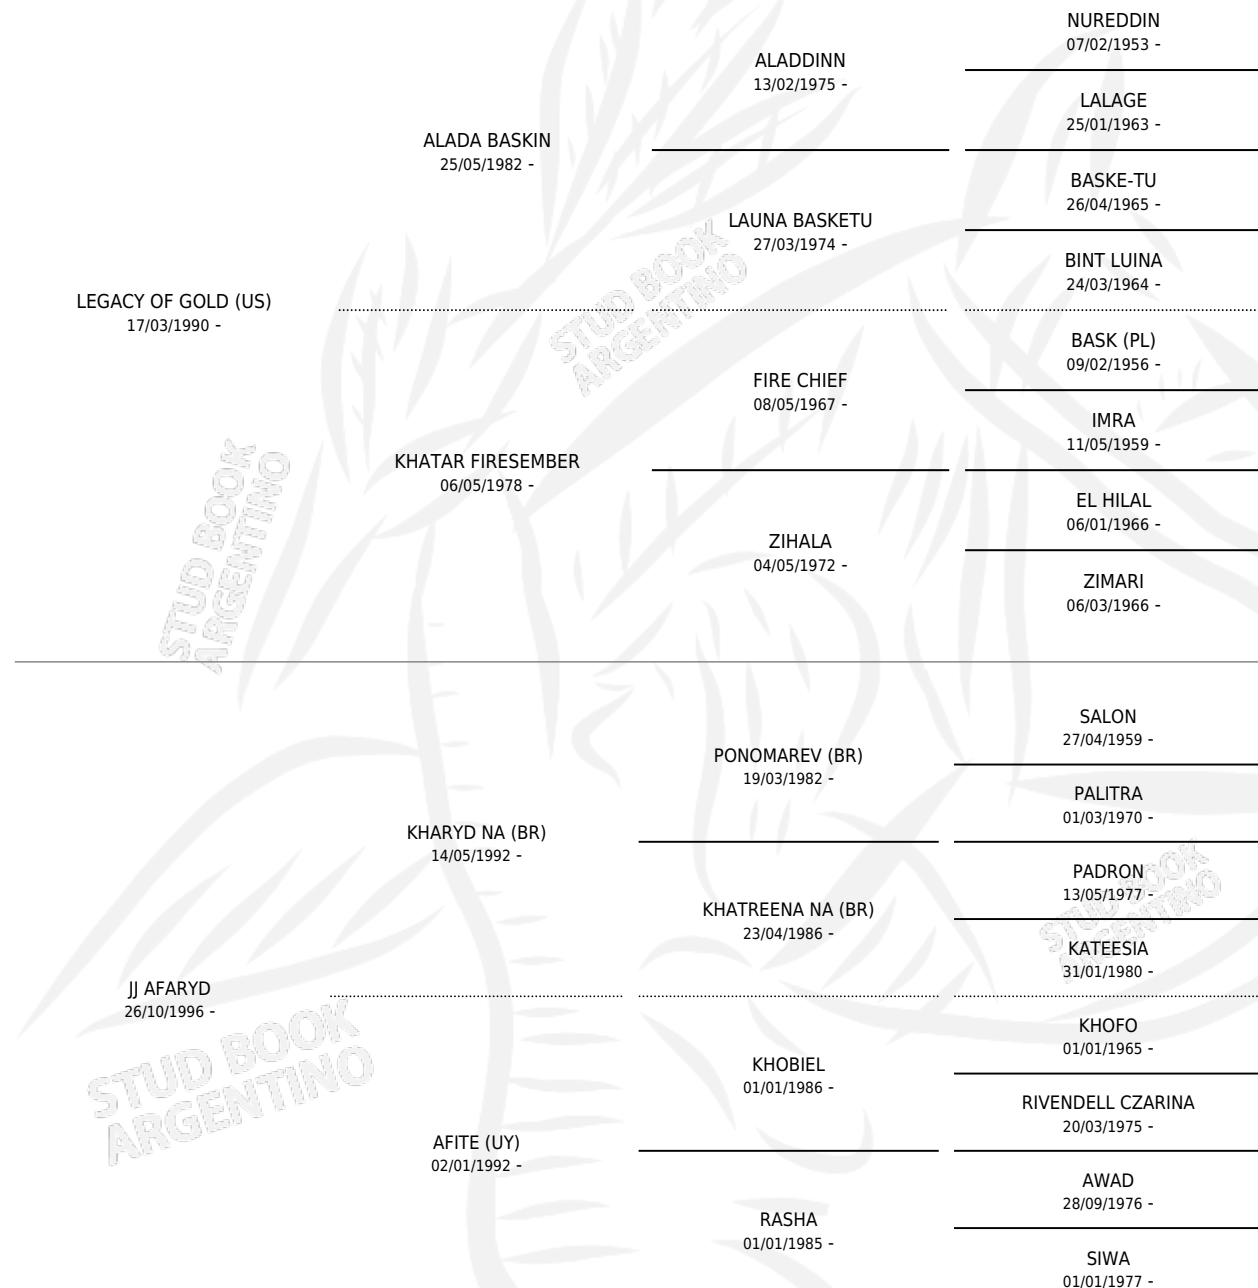 NUREDDIN
07/02/1953 -
ALADDINN
13/02/1975 -
LALAGE
25/01/1963 -
ALADA BASKIN
25/05/1982 -
BASKE-TU
26/04/1965 -
LAUNA BASKETU
27/03/1974 -
BINT LUINA
24/03/1964 -
LEGACY OF GOLD (US)
17/03/1990 -
BASK (PL)
09/02/1956 -
FIRE CHIEF
08/05/1967 -
IMRA
11/05/1959 -
KHATAR FIRESEMBER
06/05/1978 -
EL HILAL
06/01/1966 -
ZIHALA
04/05/1972 -
ZIMARI
06/03/1966 -
SALON
27/04/1959 -
PONOMAREV (BR)
19/03/1982 -
PALITRA
01/03/1970 -
KHARYD NA (BR)
14/05/1992 -
PADRON
13/05/1977 -
KHATREENA NA (BR)
23/04/1986 -
KATEESIA
31/01/1980 -
JJ AFARYD
26/10/1996 -
KHOFO
01/01/1965 -
KHOBIEL
01/01/1986 -
RIVENDELL CZARINA
20/03/1975 -
AFITE (UY)
02/01/1992 -
AWAD
28/09/1976 -
RASHA
01/01/1985 -
SIWA
01/01/1977 -
STUD BOOK
ARGENTINO
STUD BOOK
ARGENTINO
STUD BOOK
ARGENTINO
STUD BOOK
ARGENTINO